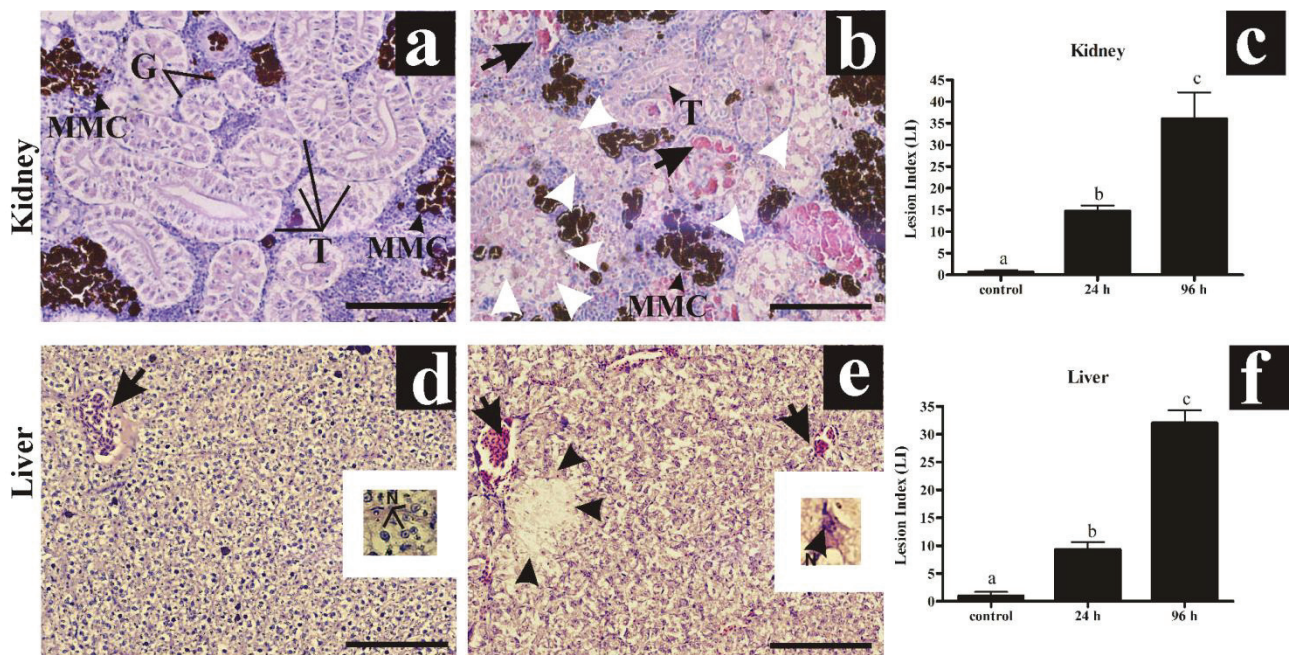 Kidney
a
G
MMC
MMC
T
b
T
MMC
c
Kidney
Lesion Index (LI)
45
40
35
30
25
20
15
10
5
0
a
b
c
control
24 h
96 h
Liver
d
N
e
N
f
Liver
Lesion Index (LI)
35
30
25
20
15
10
5
0
a
b
c
control
24 h
96 h